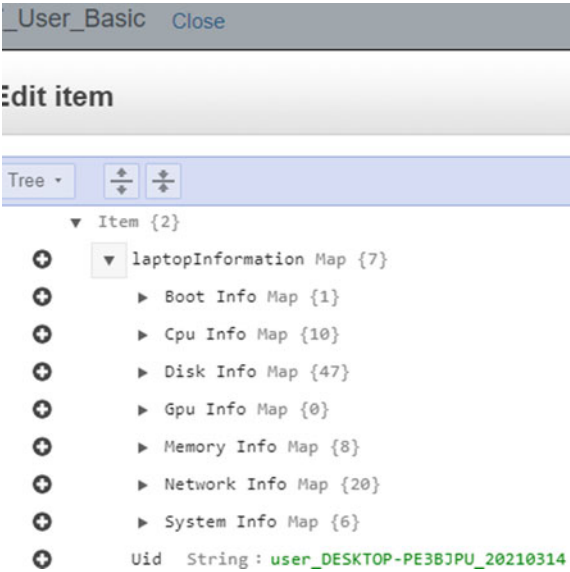 _User_Basic Close
Edit item
Tree
Item {2}
laptopInformation Map {7}
Boot Info Map {1}
Cpu Info Map {10}
Disk Info Map {47}
Gpu Info Map {0}
Memory Info Map {8}
Network Info Map {20}
System Info Map {6}
Uid String : user_DESKTOP-PE3BJPU_20210314